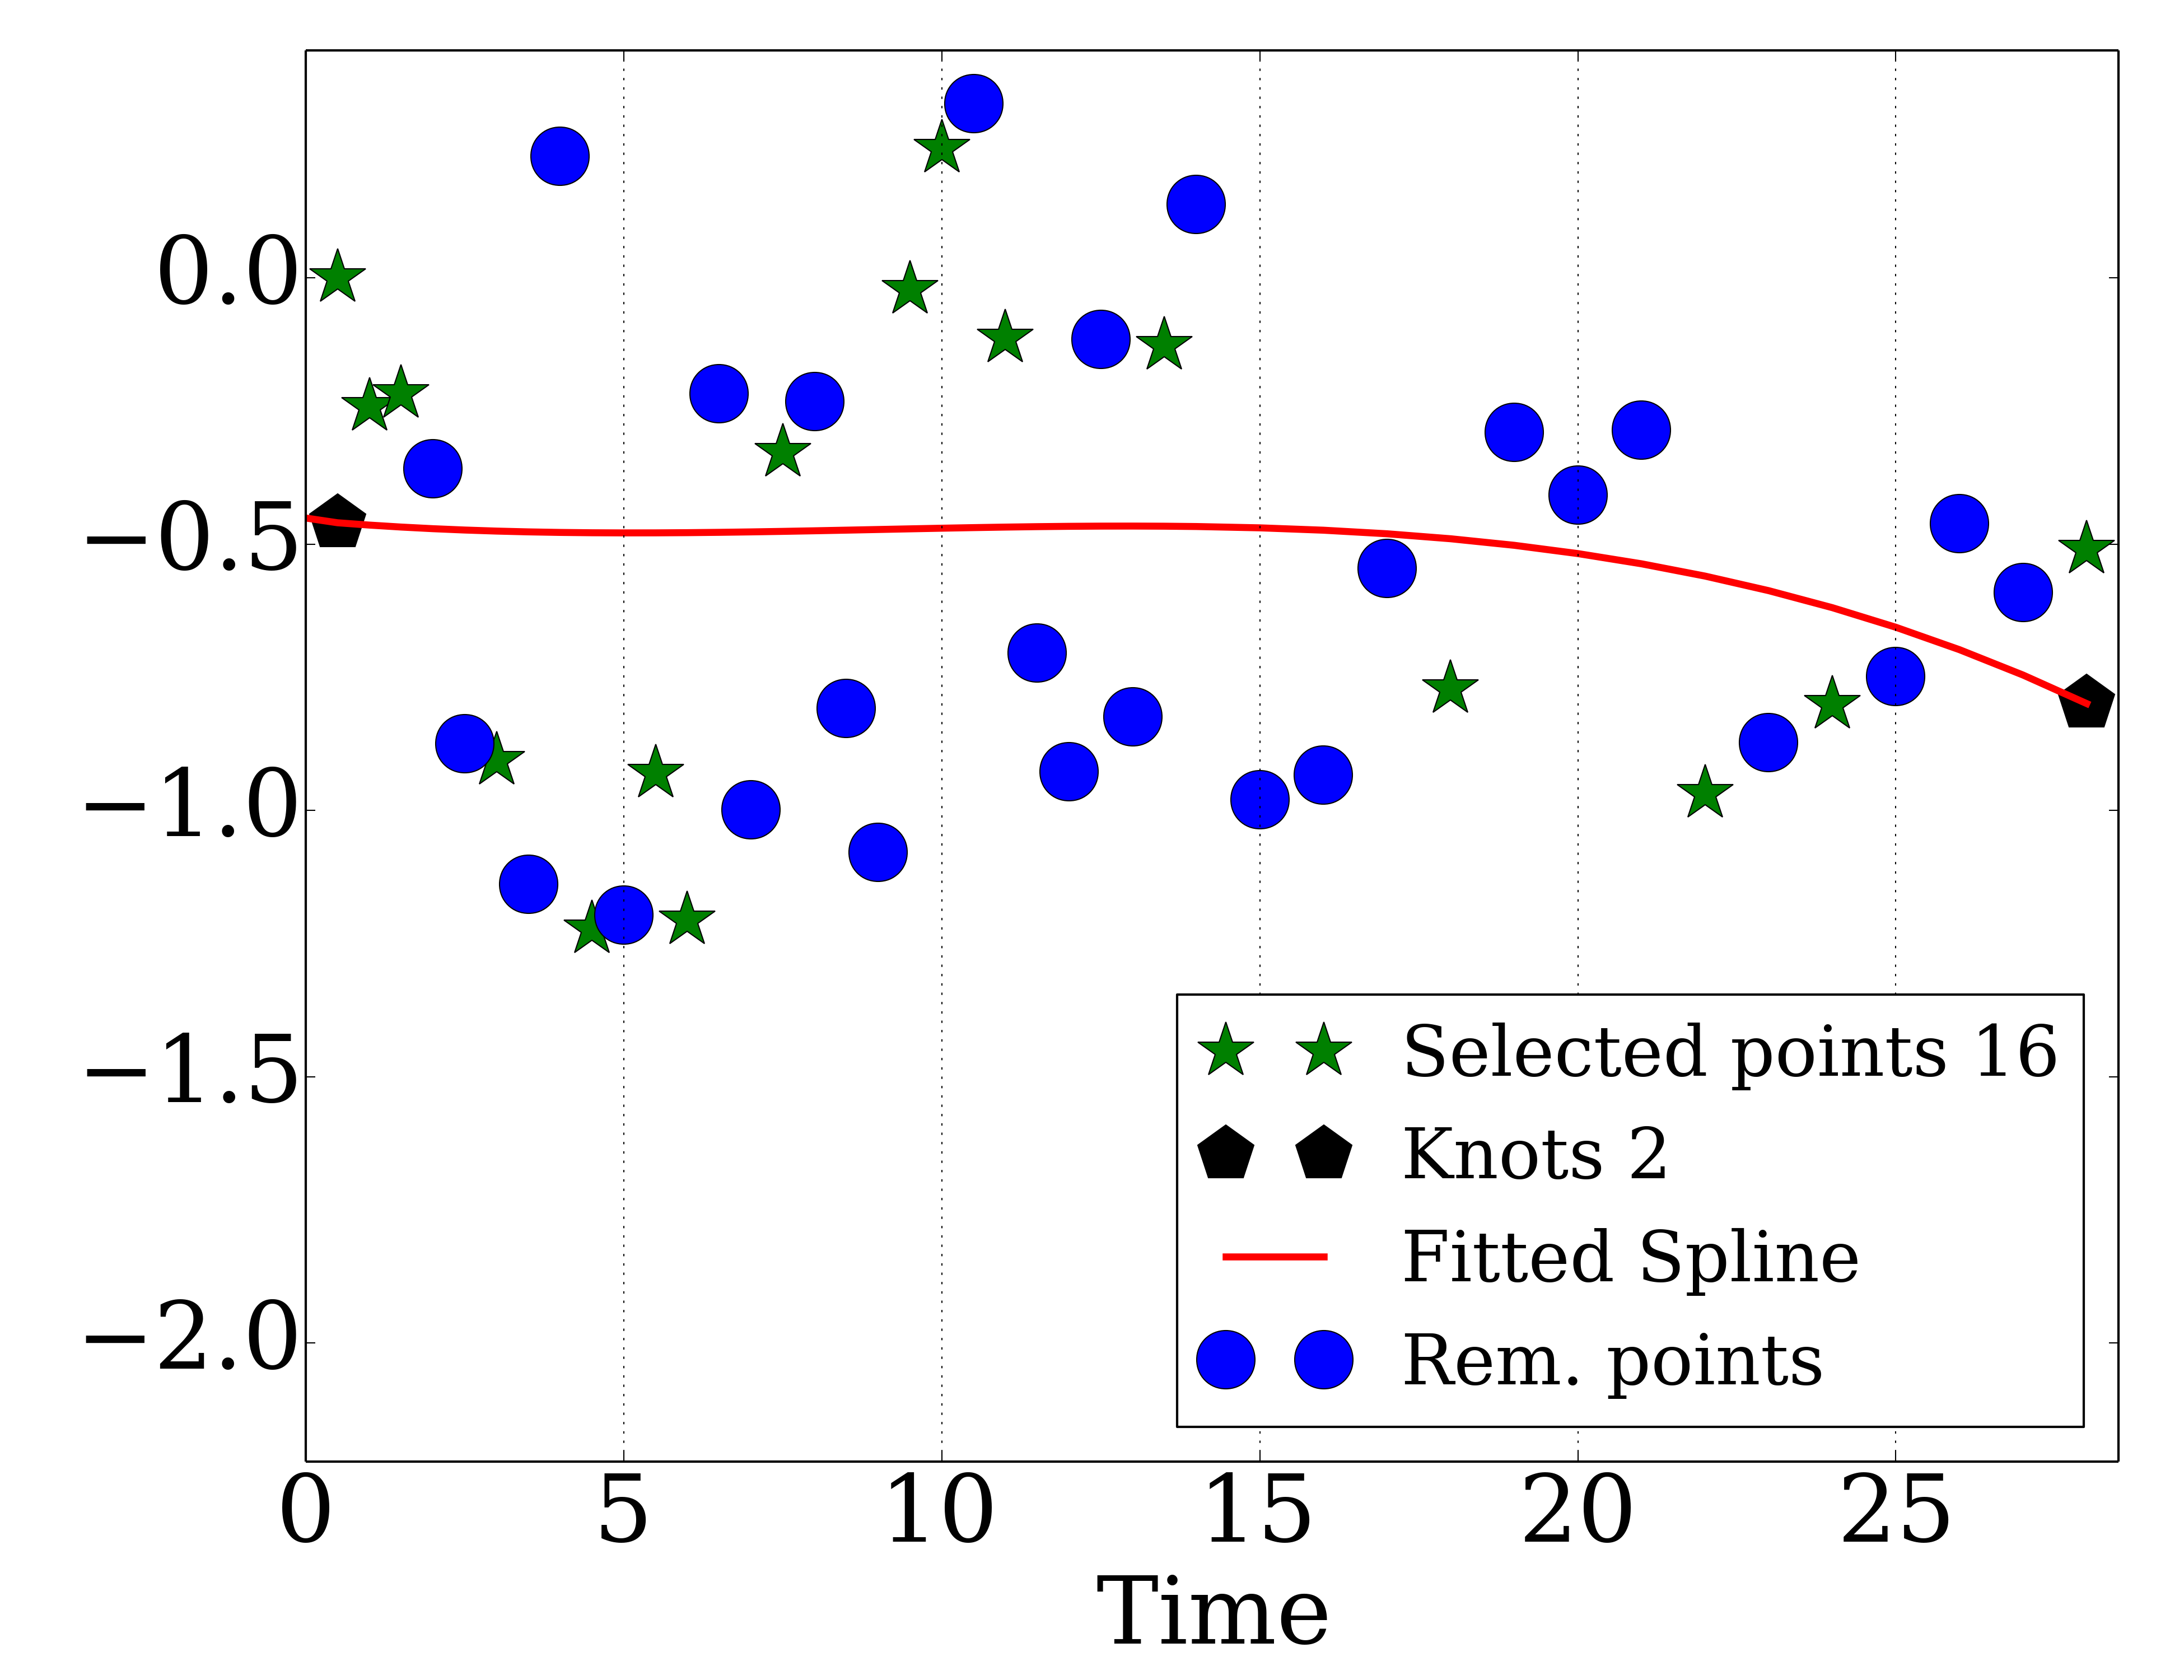 0.0
−0.5
−1.0
−1.5
−2.0
Selected points 16
Knots 2
Fitted Spline
Rem. points
0 5 10 15 20 25
Time